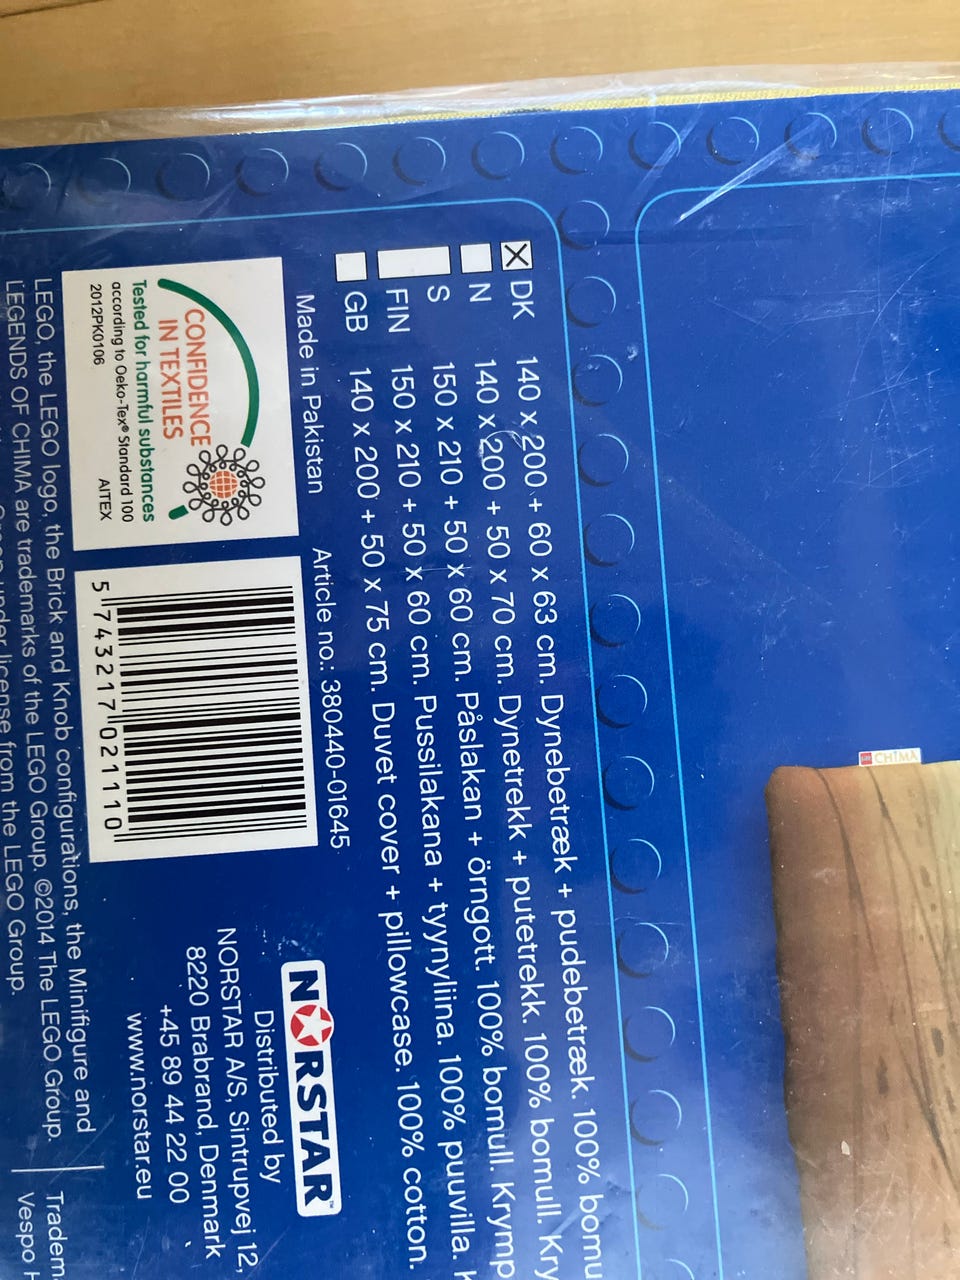 CHIMA
DK 140 x 200 + 60 x 63 cm. Dynebetræk + pudebetræk. 100%
N 140 x 200 + 50 x 70 cm. Dynetrekk + putetrekk. 100% bomull.
S 150 x 210 + 50 x 60 cm. Påslakan + örngott. 100% bomull.
FIN 150 x 210 + 50 x 60 cm. Pussilakana + tyynyliina. 100% puuvilla.
GB 140 x 200 + 50 x 75 cm. Duvet cover + pillowcase. 100% cotton.
Made in Pakistan Article no.: 380440-01645
CONFIDENCE
IN TEXTILES
Tested for harmful substances
according to Oeko-Tex® Standard 100
2012PK0106 AITEX
5 743217 021110
NORSTAR™
Distributed by
NORSTAR A/S, Sintrupvej 12,
8220 Brabrand, Denmark
+45 89 44 22 00
www.norstar.eu
LEGO, the LEGO logo, the Brick and Knob configurations, the Minifigure and
LEGENDS OF CHIMA are trademarks of the LEGO Group. ©2014 The LEGO Group.
under license from the LEGO Group.
Vespo